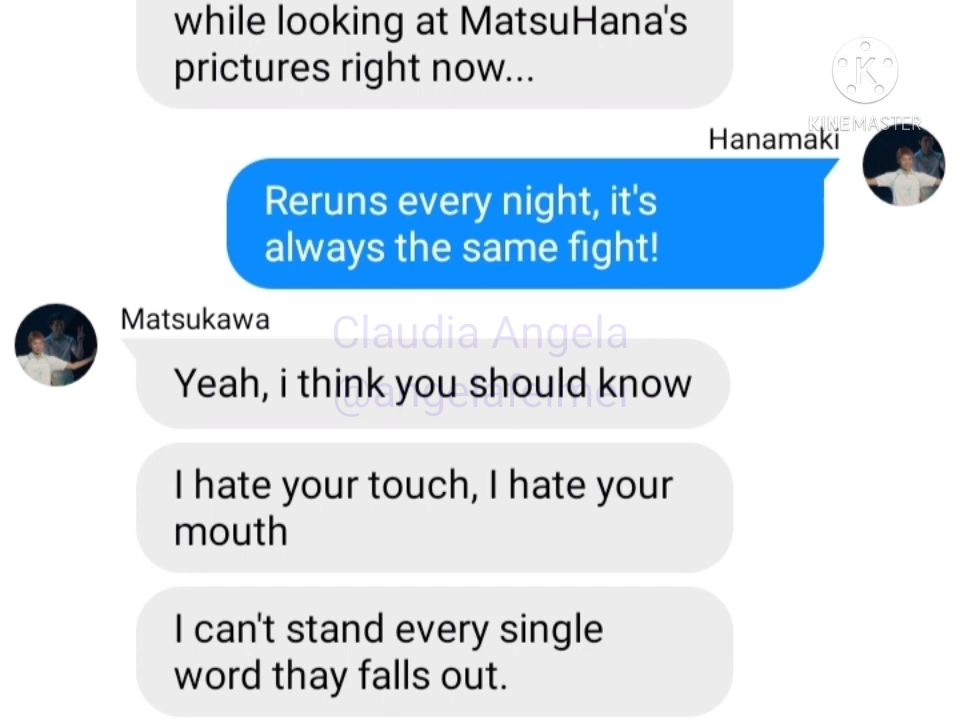 while looking at MatsuHana's
prictures right now...
K
KINEMASTER
Hanamaki
Reruns every night, it's
always the same fight!
Matsukawa
Claudia Angela
Yeah, i think you should know
I hate your touch, I hate your
mouth
I can't stand every single
word thay falls out.